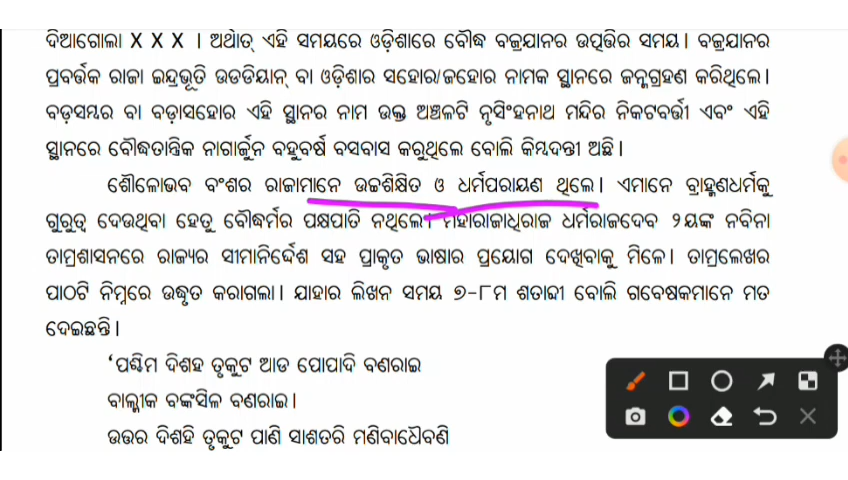 ଦିଆଗୋଲା X X X । ଅର୍ଥାତ୍ ଏହି ସମୟରେ ଓଡ଼ିଶାରେ ବୌଦ୍ଧ ବଜ୍ରଯାନର ଉତ୍ପତ୍ତିର ସମୟ। ବଜ୍ରଯାନର
ପ୍ରବର୍ତ୍ତକ ରାଜା ଇନ୍ଦ୍ରଭୂତି ଉଡଡିୟାନ୍ ବା ଓଡ଼ିଶାର ସହୋର/ଜହୋର ନାମକ ସ୍ଥାନରେ ଜନ୍ମଗ୍ରହଣ କରିଥିଲେ।
ବଡ଼ସମ୍ଭର ବା ବଡ଼ାସହୋର ଏହି ସ୍ଥାନର ନାମ ଉକ୍ତ ଅଞ୍ଚଳଟି ନୃସିଂହନାଥ ମନ୍ଦିର ନିକଟବର୍ତ୍ତୀ ଏବଂ ଏହି
ସ୍ଥାନରେ ବୌଦ୍ଧତାନ୍ତ୍ରିକ ନାଗାର୍ଜୁନ ବହୁବର୍ଷ ବସବାସ କରୁଥିଲେ ବୋଲି କିମ୍ବଦନ୍ତୀ ଅଛି।
ଶୈଳୋଭବ ବଂଶର ରାଜାମାନେ ଉଚ୍ଚଶିକ୍ଷିତ ଓ ଧର୍ମପରାୟଣ ଥିଲେ। ଏମାନେ ବ୍ରାହ୍ମଣଧର୍ମକୁ
ଗୁରୁତ୍ୱ ଦେଉଥିବା ହେତୁ ବୌଦ୍ଧର୍ମର ପକ୍ଷପାତି ନଥିଲେ। ମହାରାଜାଧିରାଜ ଧର୍ମରାଜଦେବ ୨ୟଙ୍କ ନବିନା
ତାମ୍ରଶାସନରେ ରାଜ୍ୟର ସୀମାନିର୍ଦ୍ଦେଶ ସହ ପ୍ରାକୃତ ଭାଷାର ପ୍ରୟୋଗ ଦେଖିବାକୁ ମିଳେ। ତାମ୍ରଲେଖର
ପାଠଟି ନିମ୍ନରେ ଉଦ୍ଧୃତ କରାଗଲା। ଯାହାର ଲିଖନ ସମୟ ୭-୮ମ ଶତାବ୍ଦୀ ବୋଲି ଗବେଷକମାନେ ମତ
ଦେଇଛନ୍ତି।
‘ପଶ୍ଚିମ ଦିଶହ ତୃକୁଟ ଆଡ ପୋପାଦି ବଣରାଇ
ବାଲ୍ମୀକ ବଙ୍କସିଳ ବଣରାଇ।
ଉତ୍ତର ଦିଶହି ତୃକୁଟ ପାଣି ସାଶତରି ମଣିବାଧୈବଣି